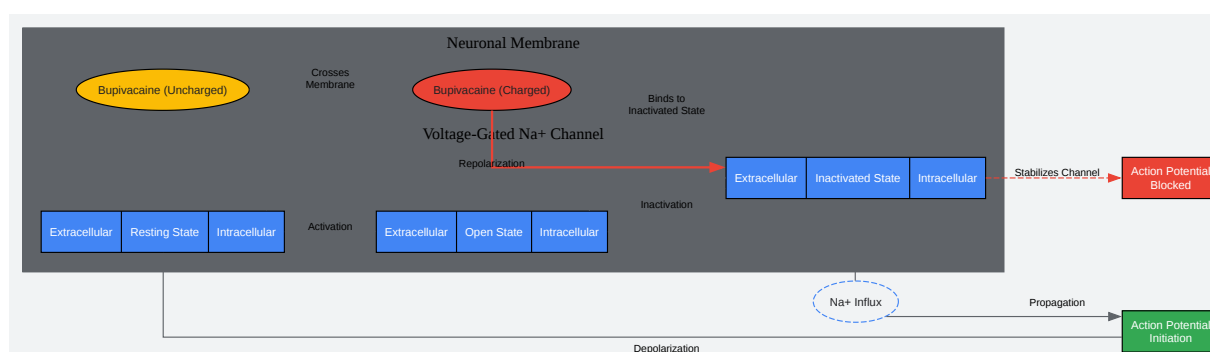 Neuronal Membrane
Bupivacaine (Uncharged)
Crosses
Membrane
Bupivacaine (Charged)
Binds to
Inactivated State
Voltage-Gated Na+ Channel
Repolarization
Extracellular
Inactivated State
Intracellular
Stabilizes Channel
Action Potential
Blocked
Inactivation
Extracellular
Resting State
Intracellular
Activation
Extracellular
Open State
Intracellular
Na+ Influx
Propagation
Action Potential
Initiation
Depolarization